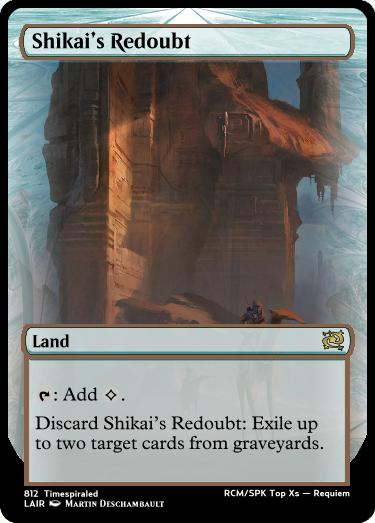 Shikai's Redoubt
Land
: Add .
Discard Shikai's Redoubt: Exile up
to two target cards from graveyards.
812 Timespiraled
RCM/SPK Top Xs — Requiem
LAIR Martin Deschambault